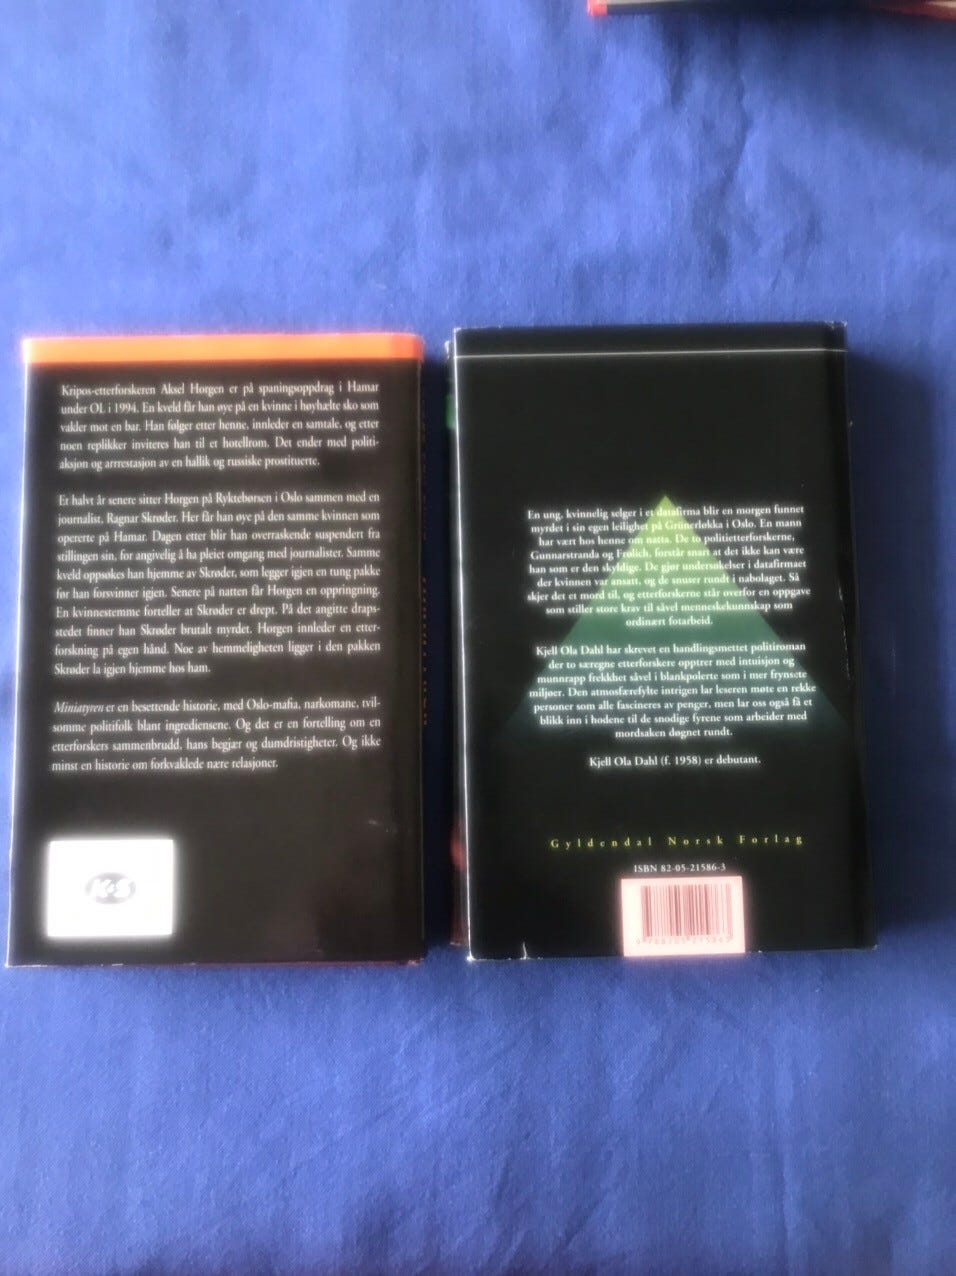 Kripos-etterforskeren Aksel Horgen er på spaningsoppdrag i Hamar
under OL i 1994. En kveld får han øye på en kvinne i høyhælte sko som
vakler mot en bar. Han følger etter henne, innleder en samtale, og etter
noen replikker inviteres han til et hotellrom. Det ender med politi-
aksjon og arrrestasjon av en hallik og russiske prostituerte.
Et halvt år senere sitter Horgen på Ryktebørsen i Oslo sammen med en
journalist, Ragnar Skrøder. Her får han øye på den samme kvinnen som
opererte på Hamar. Dagen etter blir han overraskende suspendert fra
stillingen sin, for angivelig å ha pleiet omgang med journalister. Samme
kveld oppsøkes han hjemme av Skrøder, som legger igjen en tung pakke
før han forsvinner igjen. Senere på natten får Horgen en oppringning.
En kvinnestemme forteller at Skrøder er drept. På det angitte draps-
stedet finner han Skrøder brutalt myrdet. Horgen innleder en etter-
forskning på egen hånd. Noe av hemmeligheten ligger i den pakken
Skrøder la igjen hjemme hos ham.
Miniatyren er en besettende historie, med Oslo-mafia, narkomane, tvil-
somme politifolk blant ingrediensene. Og det er en fortelling om en
etterforskers sammenbrudd, hans begjær og dumdristigheter. Og ikke
minst en historie om forkvaklede nære relasjoner.
K&S
En ung, kvinnelig selger i et datafirma blir en morgen funnet
myrdet i sin egen leilighet på Grünerløkka i Oslo. En mann
har vært hos henne om natta. De to politietterforskerne,
Gunnarstranda og Frølich, forstår snart at det ikke kan være
han som er den skyldige. De gjør undersøkelser i datafirmaet
der kvinnen var ansatt, og de snuser rundt i nabolaget. Så
skjer det et mord til, og etterforskerne står overfor en oppgave
som stiller store krav til såvel menneskekunnskap som
ordinært fotarbeid.
Kjell Ola Dahl har skrevet en handlingsmettet politiroman
der to særegne etterforskere opptrer med intuisjon og
munnrapp frekkhet såvel i blankpolerte som i mer frynsete
miljøer. Den atmosfærefylte intrigen lar leseren møte en rekke
personer som alle fascineres av penger, men lar oss også få et
blikk inn i hodene til de snodige fyrene som arbeider med
mordsaken døgnet rundt.
Kjell Ola Dahl (f. 1958) er debutant.
Gyldendal Norsk Forlag
ISBN 82-05-21586-3
9 788205 215863